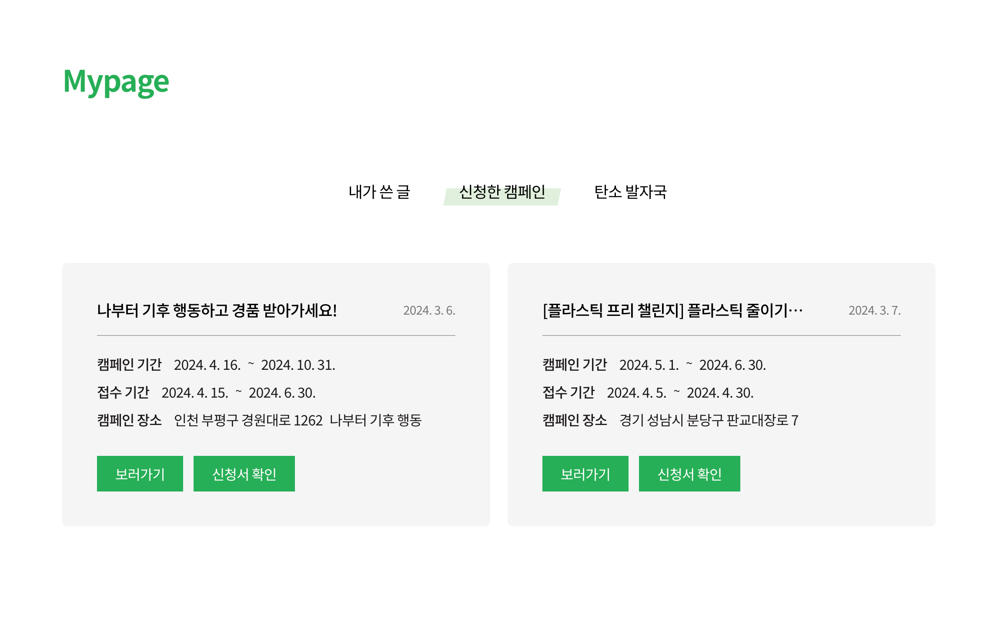 Mypage
내가 쓴 글 신청한 캠페인 탄소 발자국
나부터 기후 행동하고 경품 받아가세요! 2024. 3. 6.
캠페인 기간 2024. 4. 16. ~ 2024. 10. 31.
접수 기간 2024. 4. 15. ~ 2024. 6. 30.
캠페인 장소 인천 부평구 경원대로 1262 나부터 기후 행동
보러가기 신청서 확인
[플라스틱 프리 챌린지] 플라스틱 줄이기… 2024. 3. 7.
캠페인 기간 2024. 5. 1. ~ 2024. 6. 30.
접수 기간 2024. 4. 5. ~ 2024. 4. 30.
캠페인 장소 경기 성남시 분당구 판교대장로 7
보러가기 신청서 확인